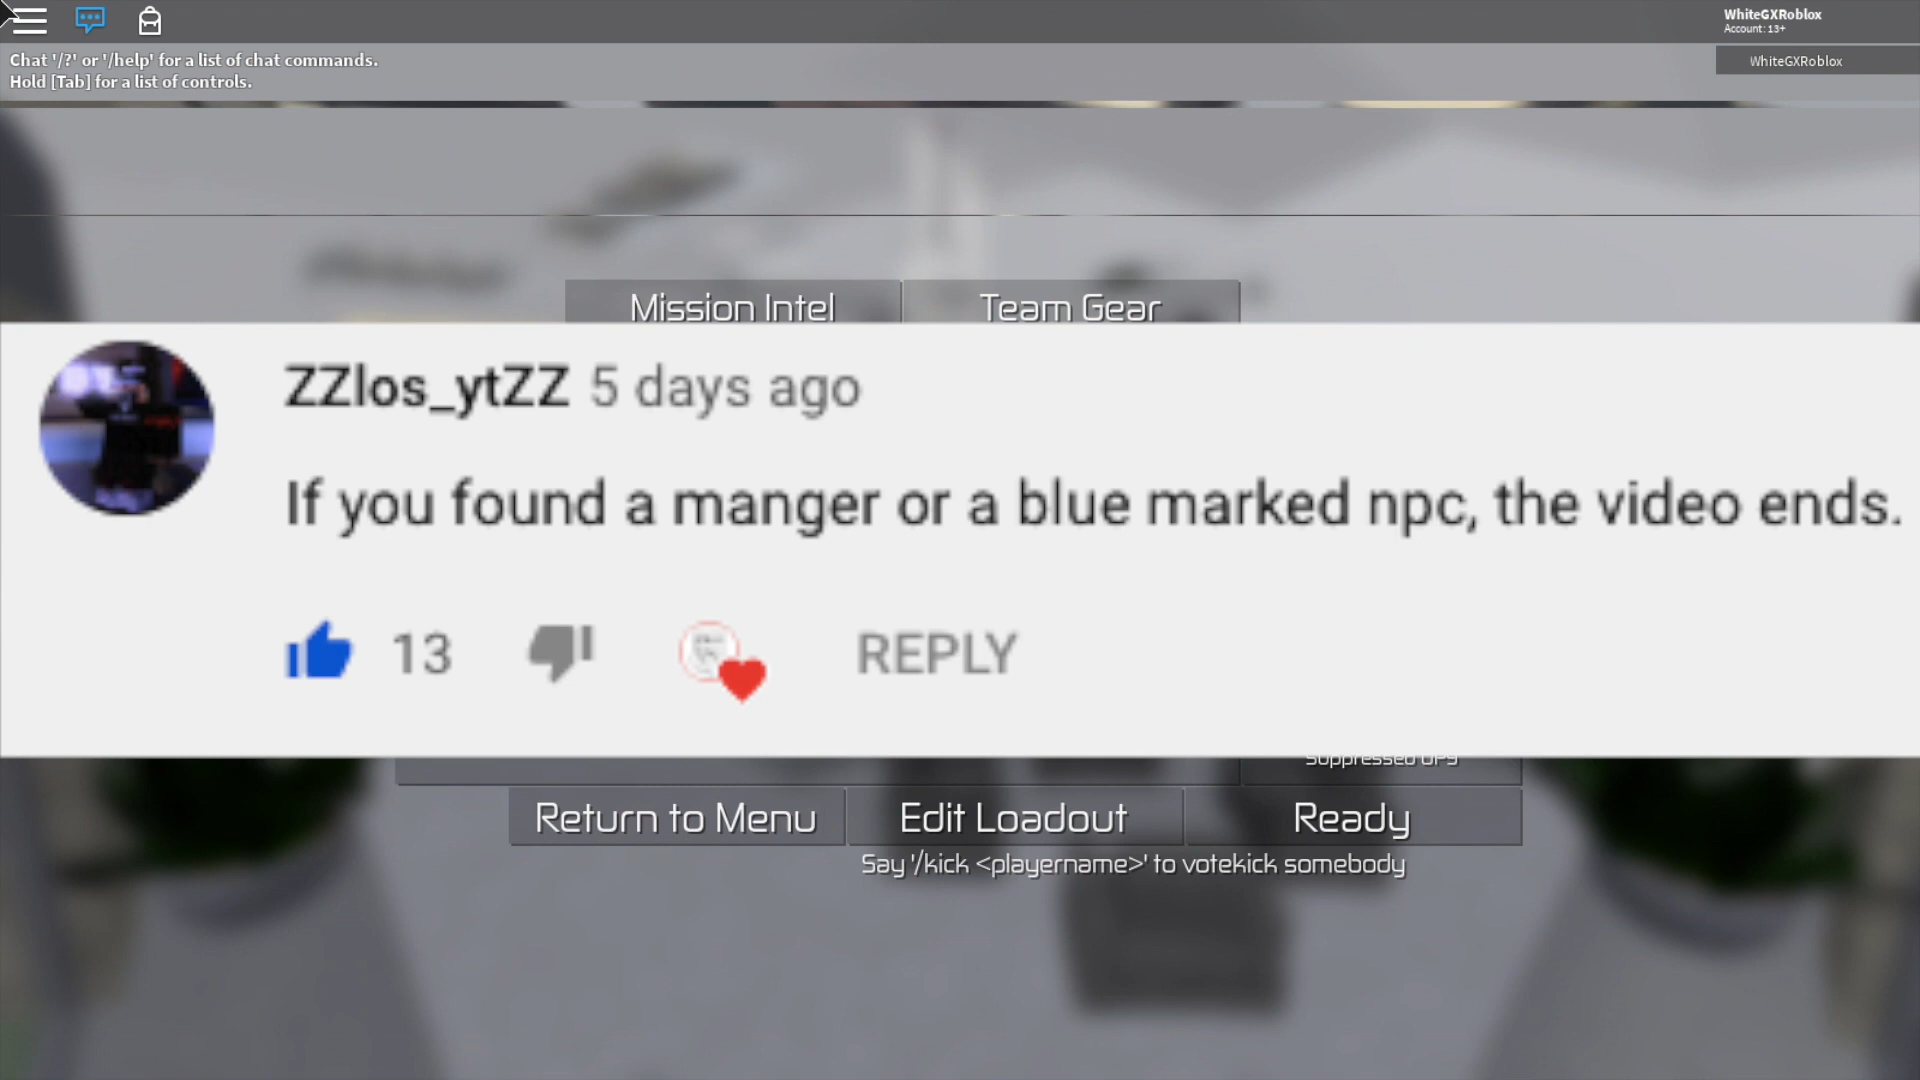 WhiteGXRoblox
Account: 13+
Chat '/?' or '/help' for a list of chat commands.
Hold [Tab] for a list of controls.
WhiteGXRoblox
Mission Intel
Team Gear
ZZlos_ytZZ 5 days ago
If you found a manger or a blue marked npc, the video ends.
13
REPLY
Suppressed UP9
Return to Menu
Edit Loadout
Ready
Say '/kick <playername>' to votekick somebody